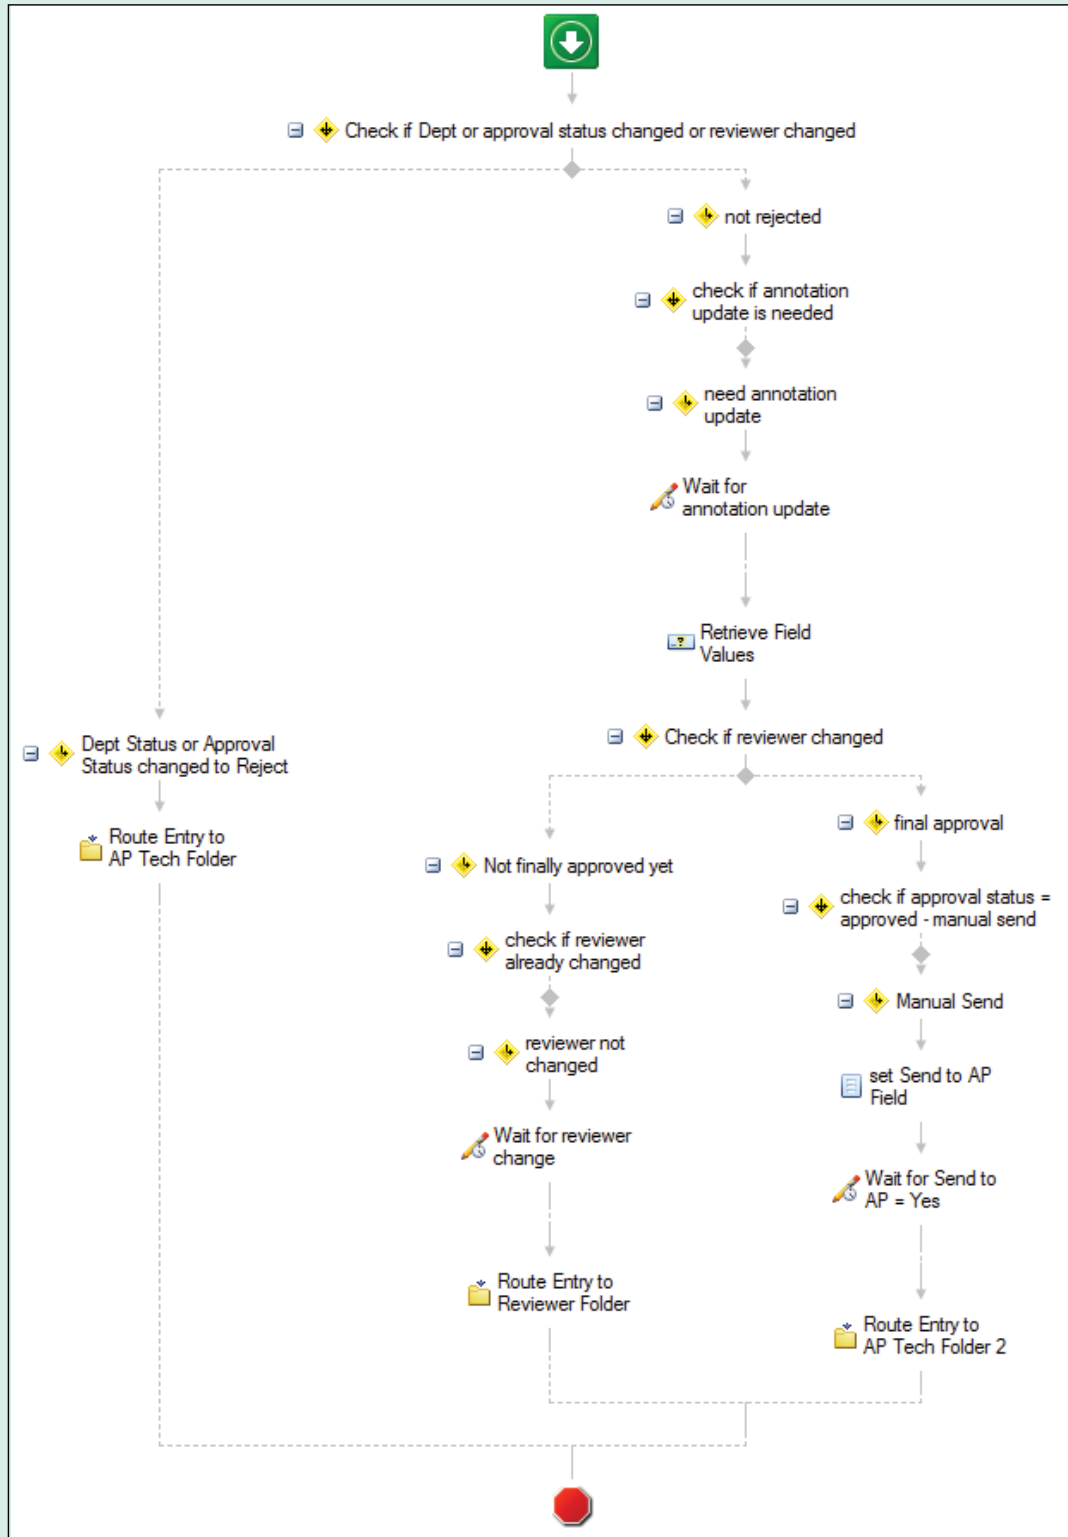 Check if Dept or approval status changed or reviewer changed
not rejected
check if annotation
update is needed
need annotation
update
Wait for
annotation update
Retrieve Field
Values
Check if reviewer changed
Dept Status or Approval
Status changed to Reject
Route Entry to
AP Tech Folder
Not finally approved yet
check if reviewer
already changed
reviewer not
changed
Wait for reviewer
change
Route Entry to
Reviewer Folder
final approval
check if approval status =
approved - manual send
Manual Send
set Send to AP
Field
Wait for Send to
AP = Yes
Route Entry to
AP Tech Folder 2